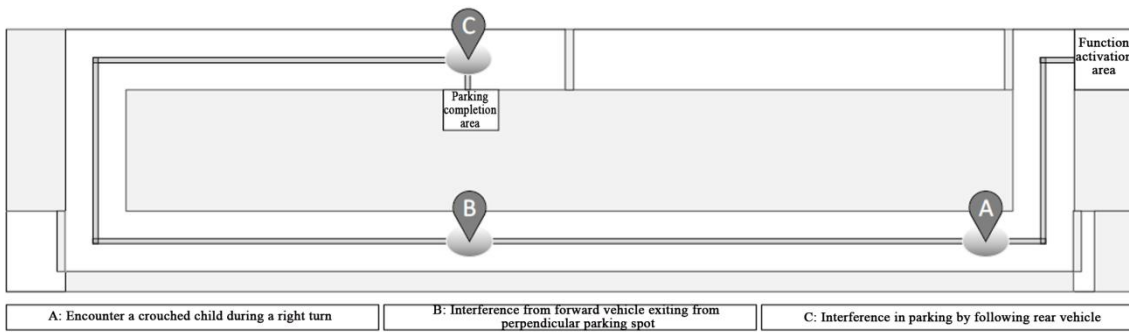 C
Function
activation
area
Parking
completion
area
B
A
A: Encounter a crouched child during a right turn
B: Interference from forward vehicle exiting from
perpendicular parking spot
C: Interference in parking by following rear vehicle